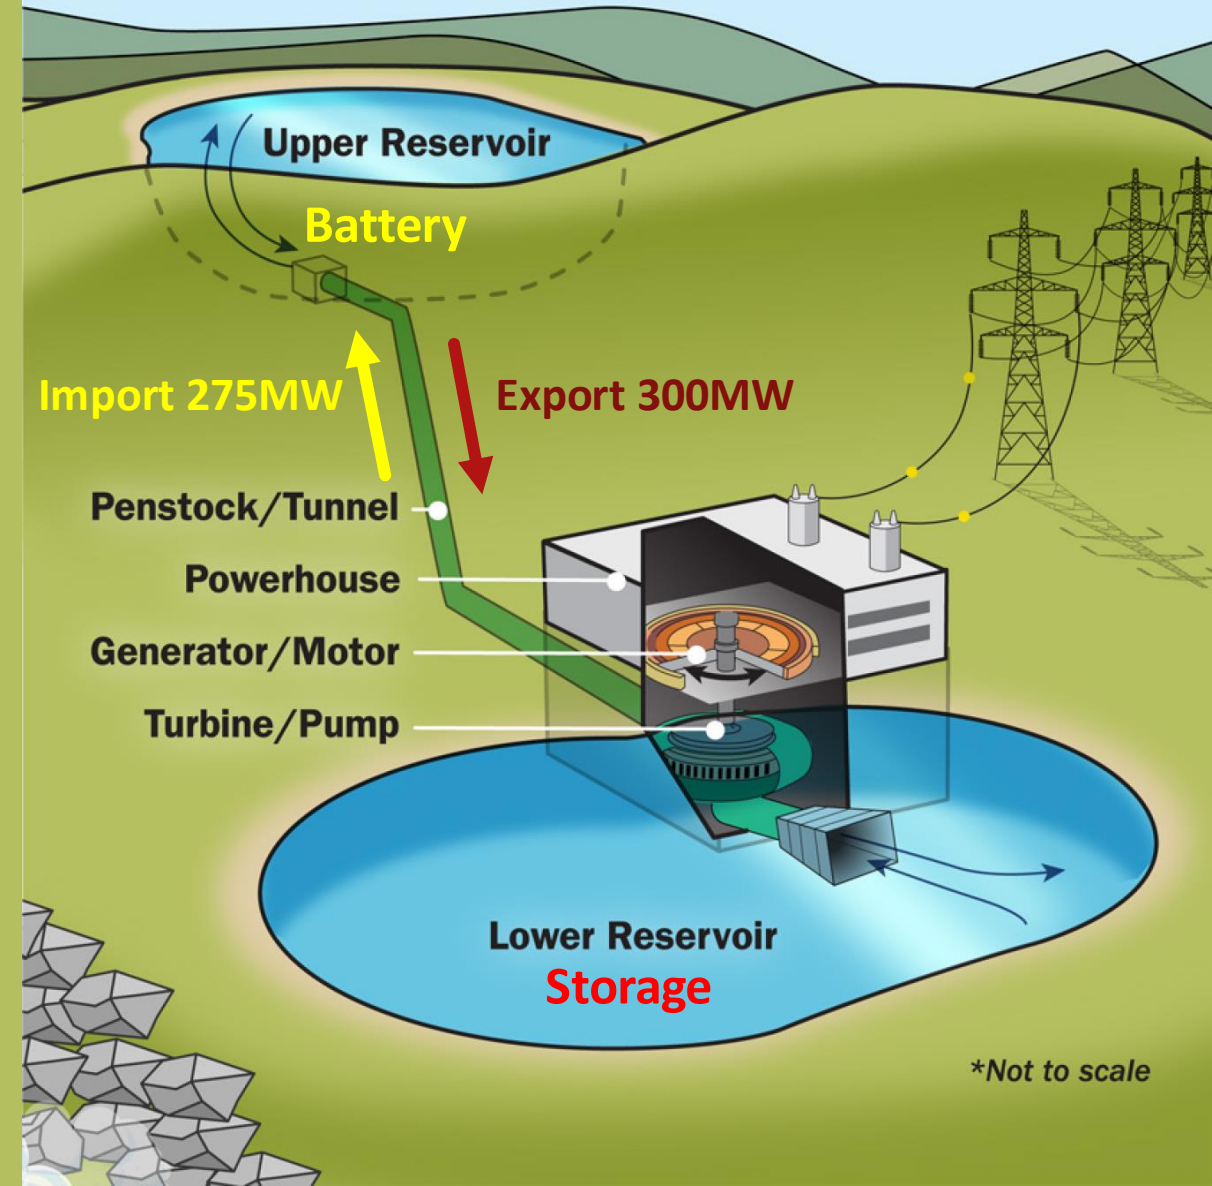 Upper Reservoir
Battery
Import 275MW
Export 300MW
Penstock/Tunnel
Powerhouse
Generator/Motor
Turbine/Pump
Lower Reservoir
Storage
*Not to scale